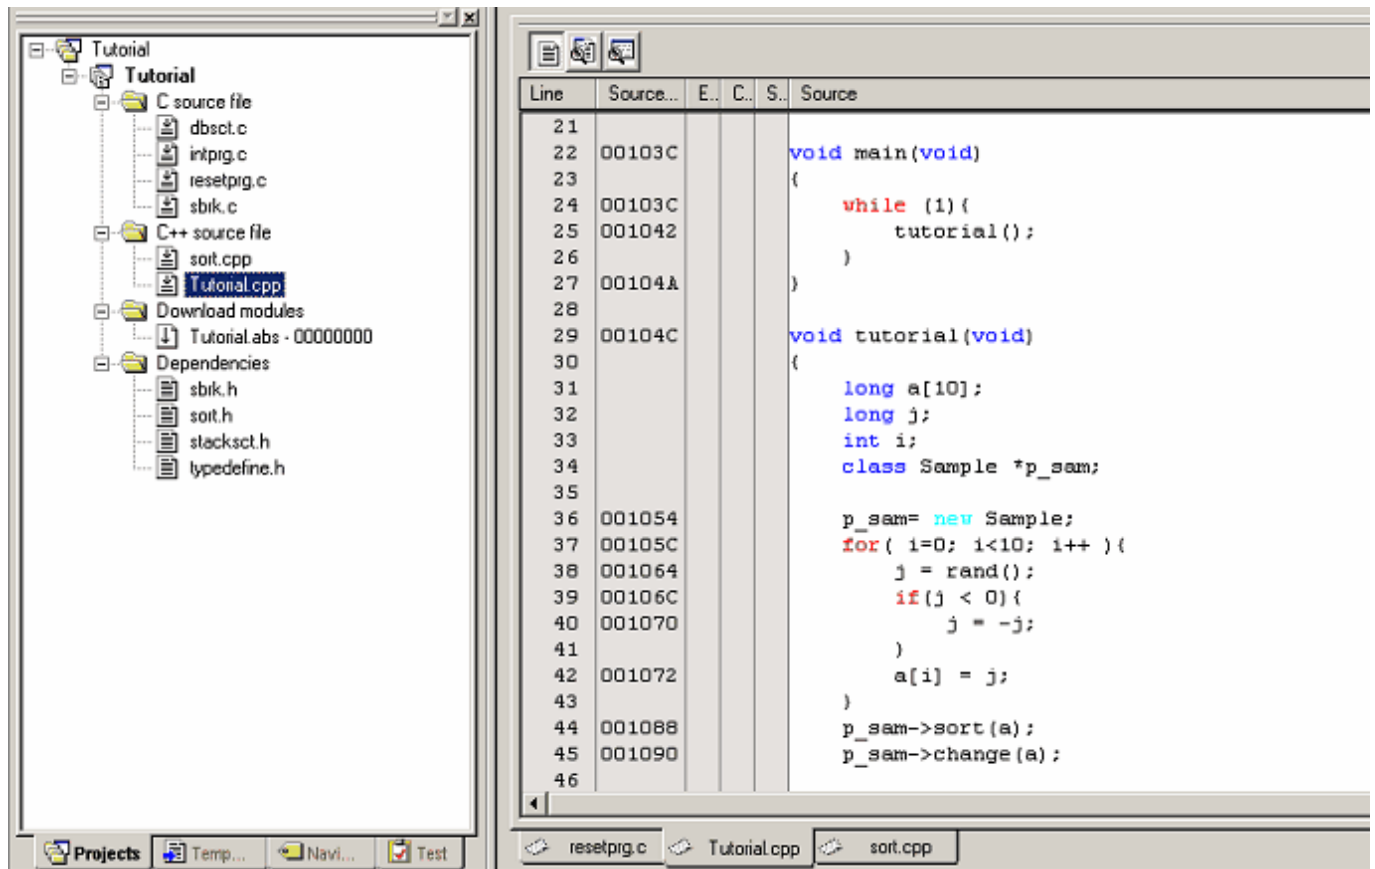 Tutorial
Tutorial
C source file
dbsct.c
intprg.c
resetprg.c
sbrk.c
C++ source file
sort.cpp
Tutorial.cpp
Download modules
Tutorial.abs - 00000000
Dependencies
sbrk.h
sort.h
stacksct.h
typedefine.h
Projects Temp... Navi... Test
Line Source... E.. C.. S.. Source
21
22 00103C void main(void)
23 {
24 00103C while (1){
25 001042 tutorial();
26 }
27 00104A }
28
29 00104C void tutorial(void)
30 {
31 long a[10];
32 long j;
33 int i;
34 class Sample *p_sam;
35
36 001054 p_sam= new Sample;
37 00105C for( i=0; i<10; i++ ){
38 001064 j = rand();
39 00106C if(j < 0){
40 001070 j = -j;
41 }
42 001072 a[i] = j;
43 }
44 001088 p_sam->sort(a);
45 001090 p_sam->change(a);
46
resetprg.c Tutorial.cpp sort.cpp